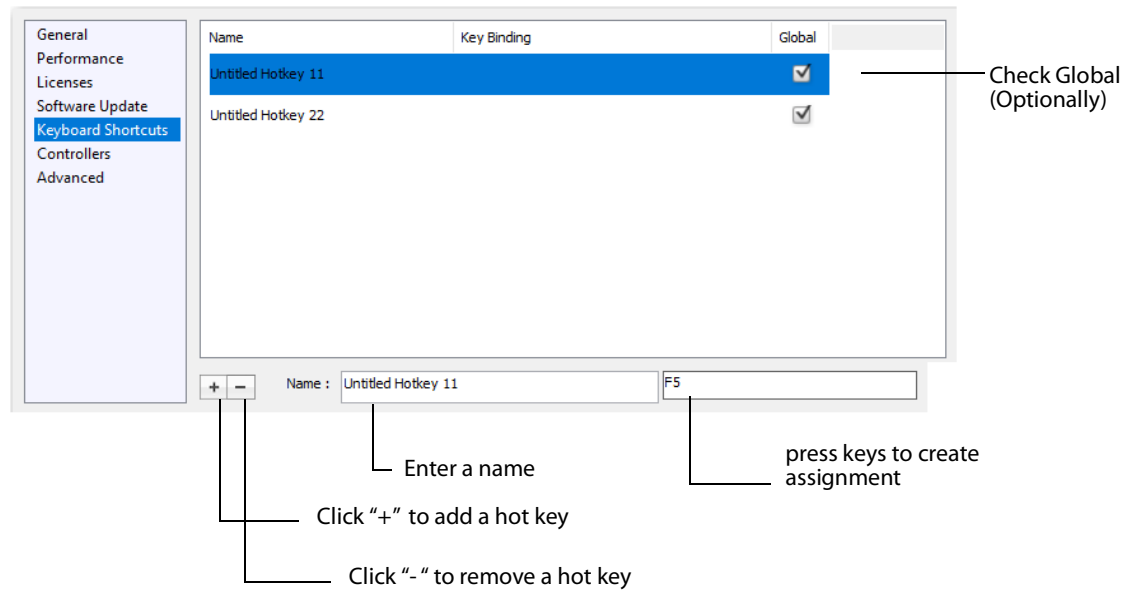 General
Performance
Licenses
Software Update
Keyboard Shortcuts
Controllers
Advanced
Name Key Binding Global
Untitled Hotkey 11
Untitled Hotkey 22
Check Global
(Optionally)
+ − Name : Untitled Hotkey 11 F5
Enter a name
press keys to create
assignment
Click “+” to add a hot key
Click “- “ to remove a hot key